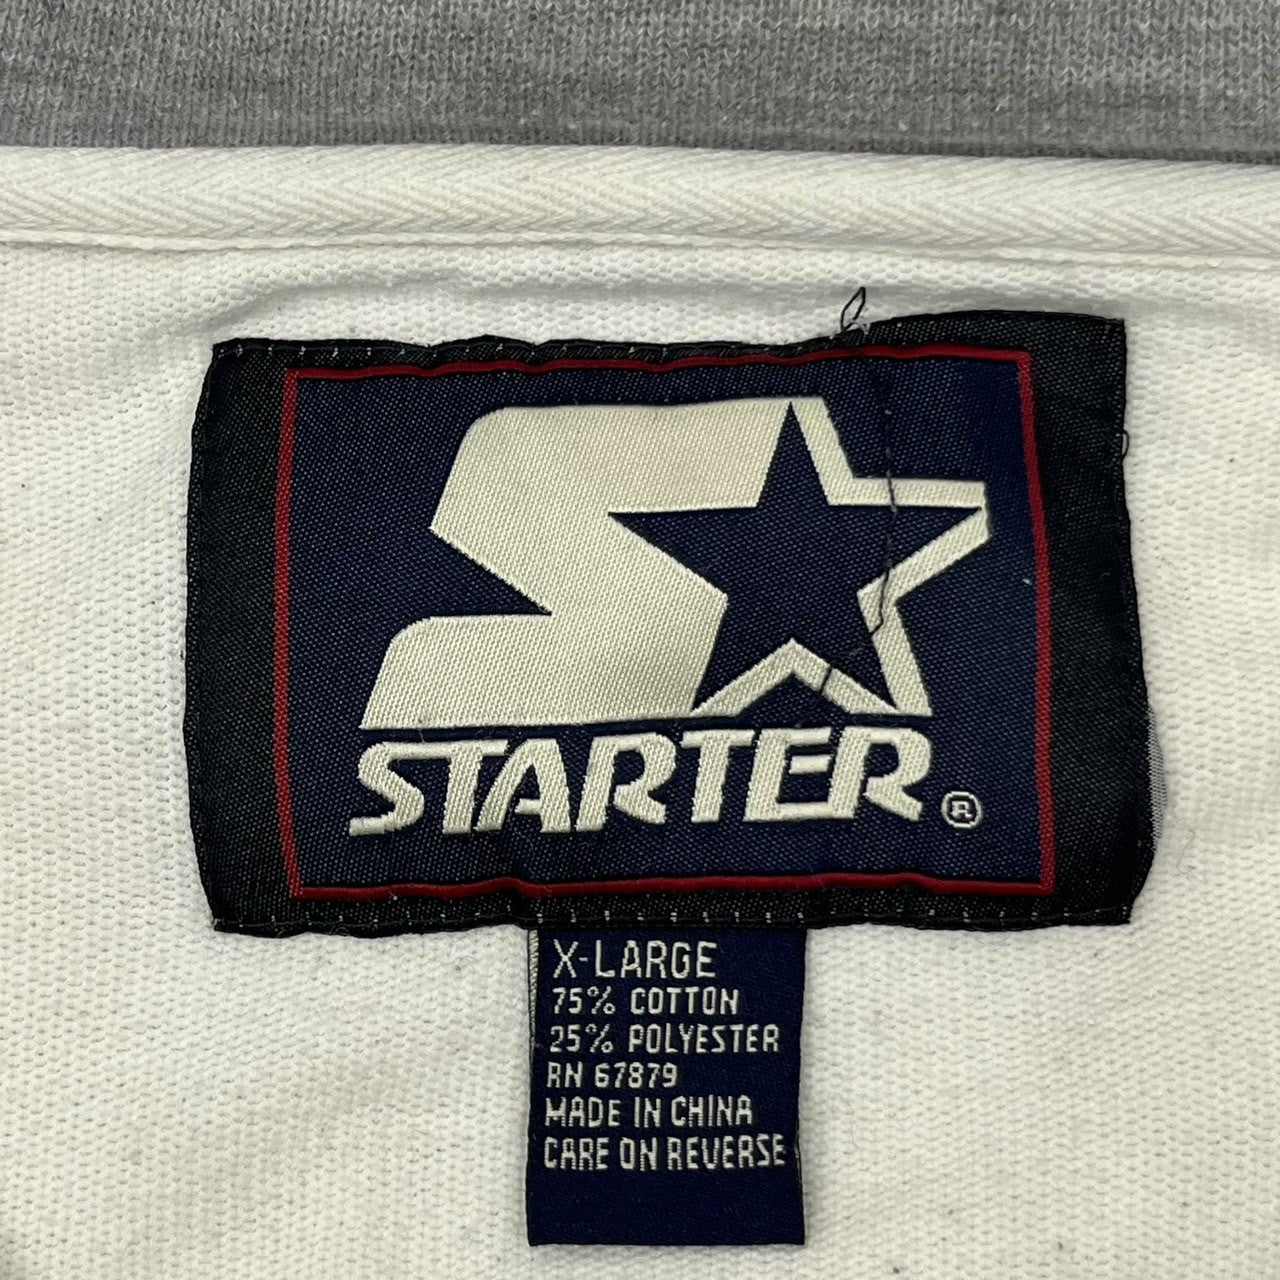 STARTER®
X-LARGE
75% COTTON
25% POLYESTER
RN 67879
MADE IN CHINA
CARE ON REVERSE